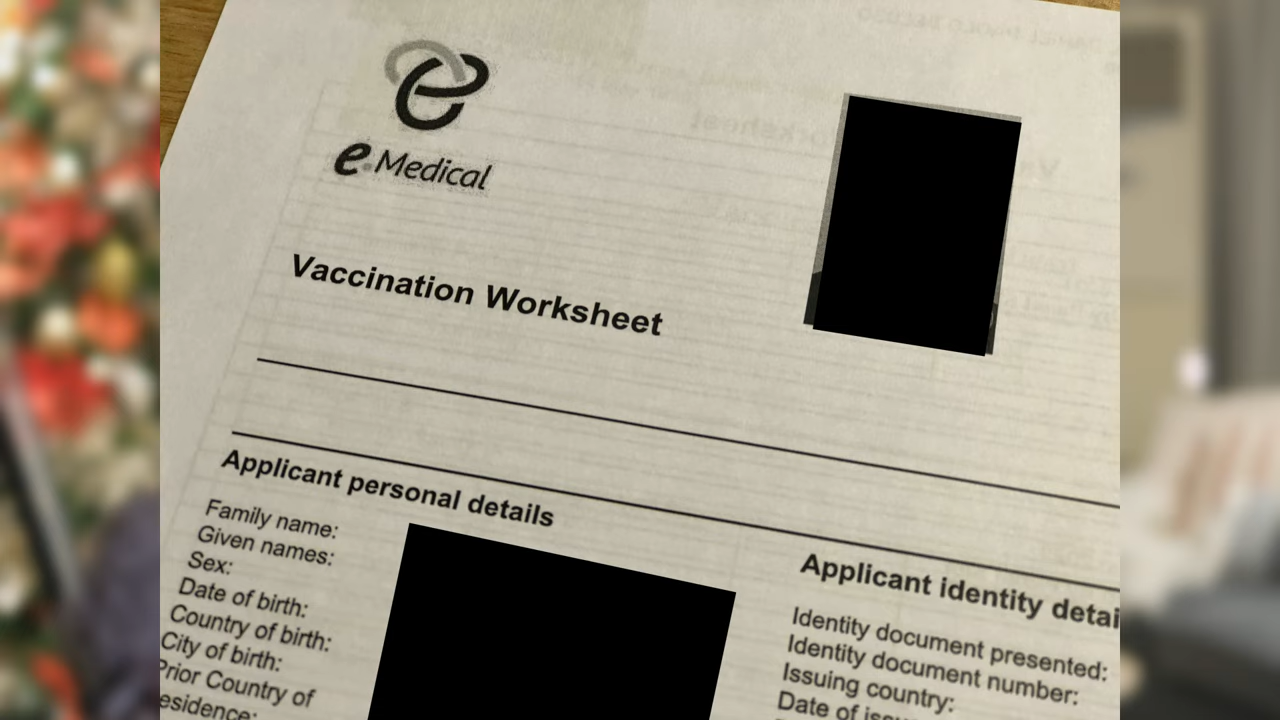 e Medical
Vaccination Worksheet
Applicant personal details
Family name:
Given names:
Sex:
Date of birth:
Country of birth:
City of birth:
Prior Country of
esidence:
Applicant identity detai
Identity document presented:
Identity document number:
Issuing country:
Date of issu